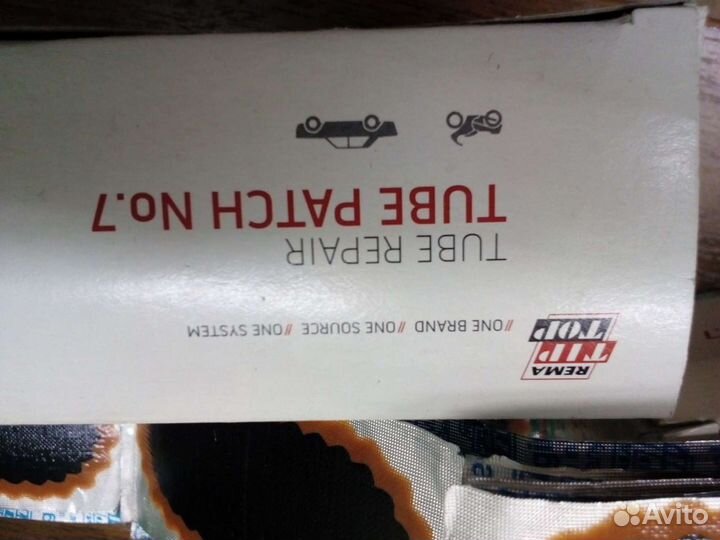 REMA
TIP
TOP
// ONE BRAND // ONE SOURCE // ONE SYSTEM
TUBE REPAIR
TUBE PATCH No.7
Avito